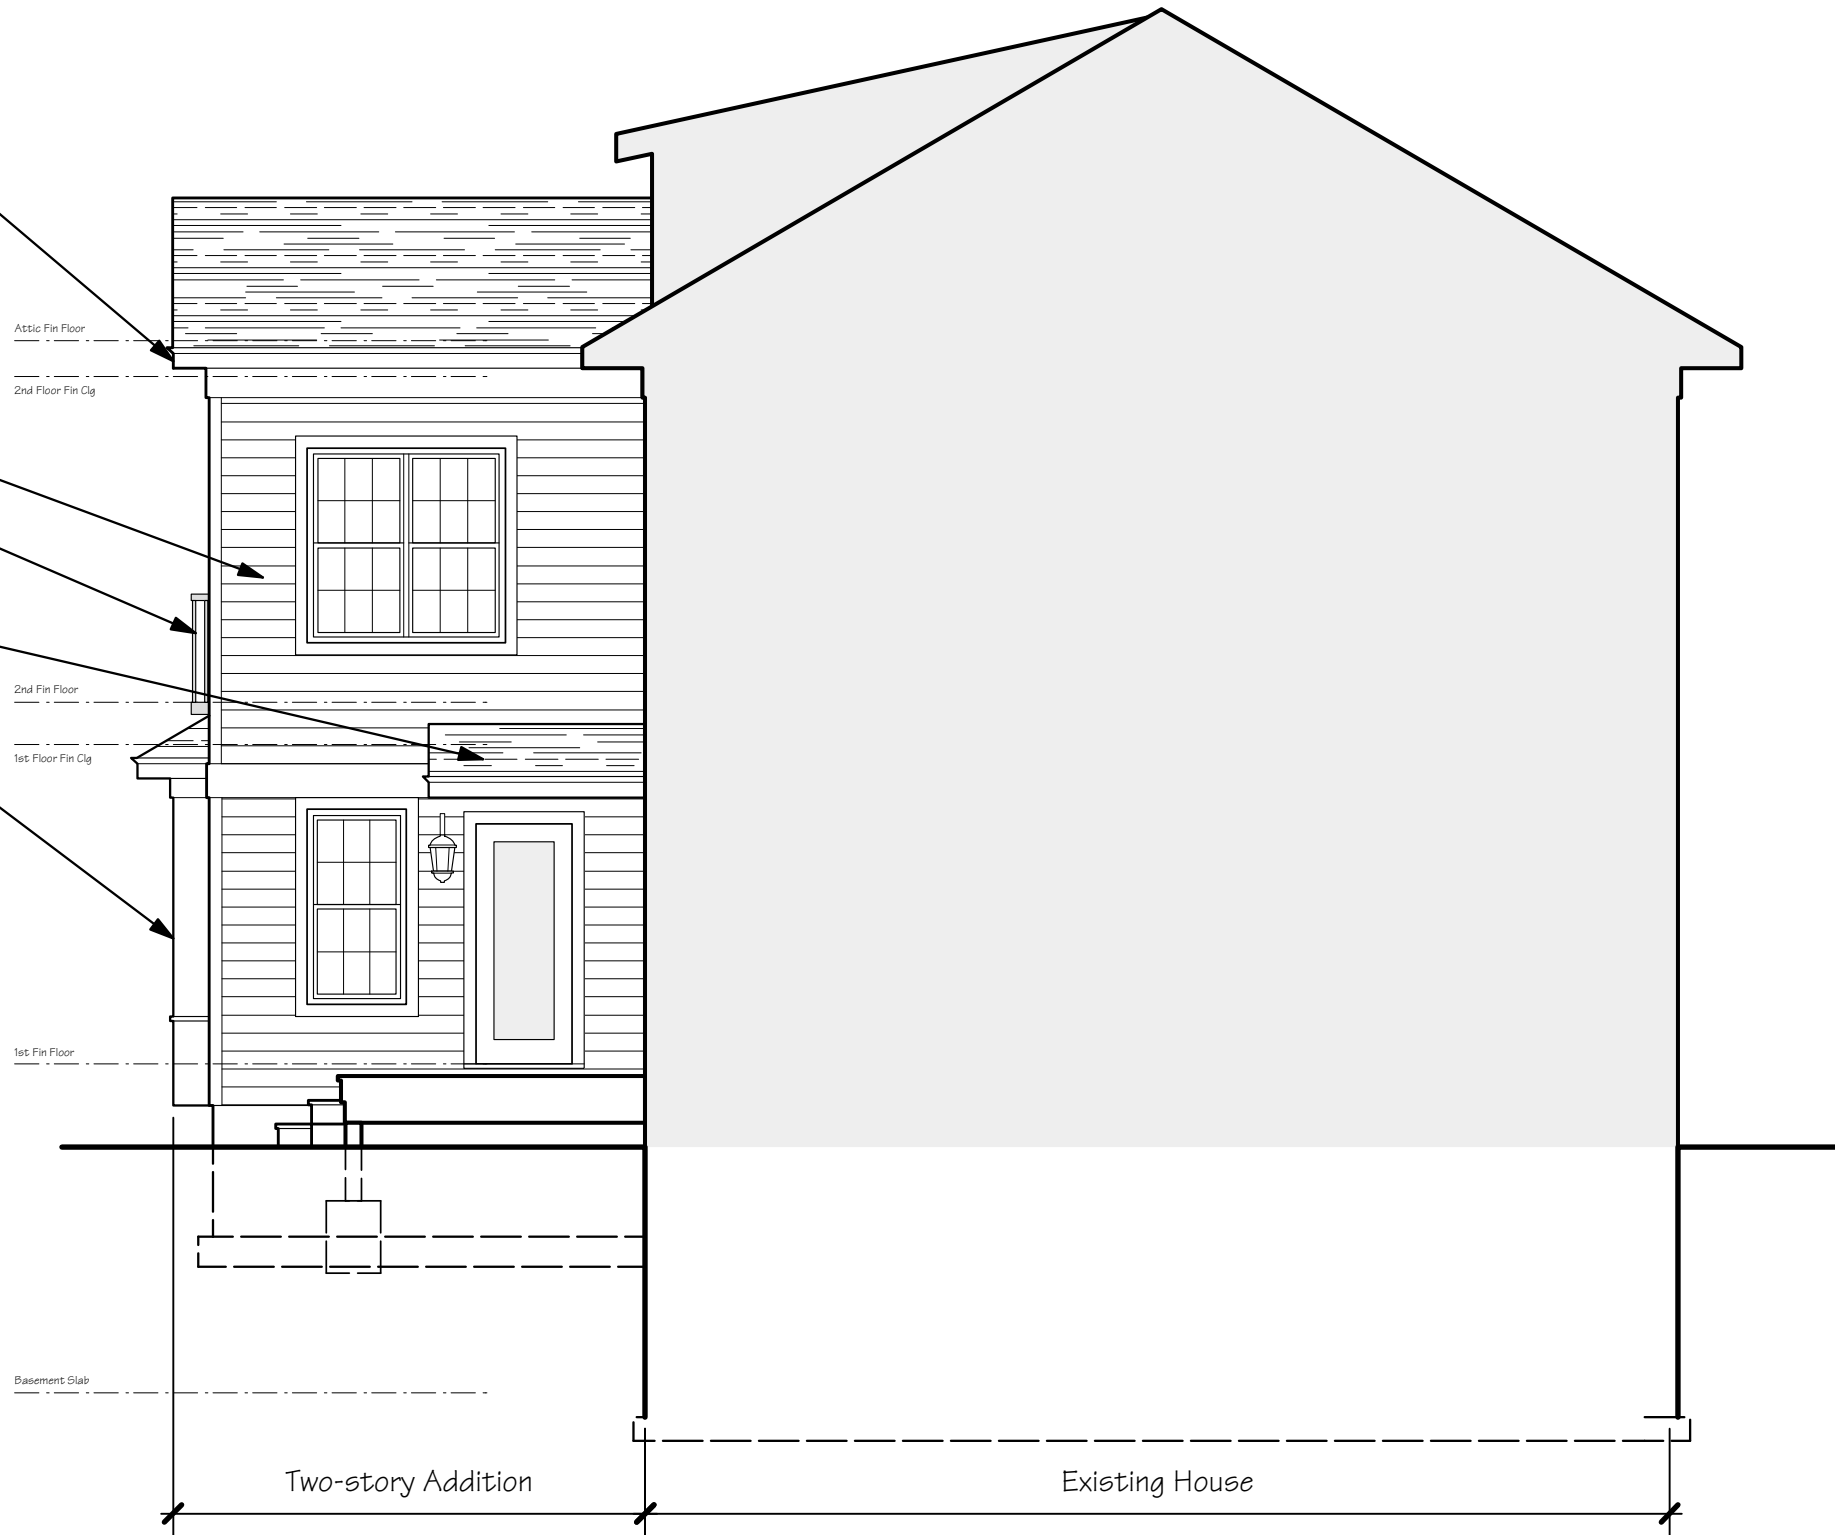 Attic Fin Floor
2nd Floor Fin Clg
2nd Fin Floor
1st Floor Fin Clg
1st Fin Floor
Basement Slab
Two-story Addition
Existing House